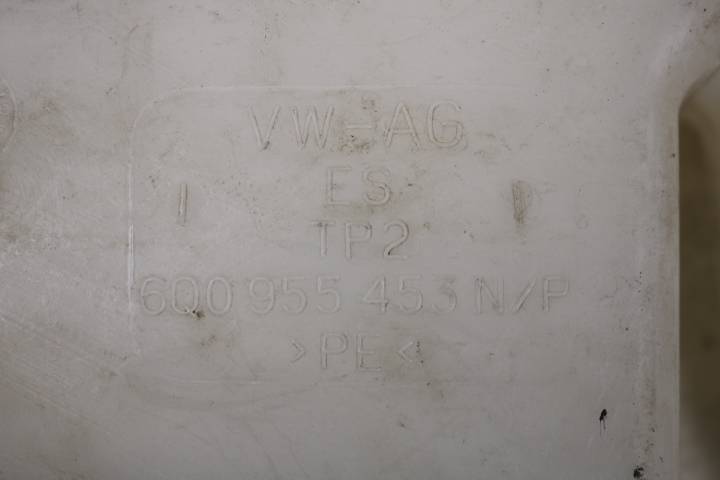 VW-AG
ES
TP2
6Q0 955 453 N/P
>PE<